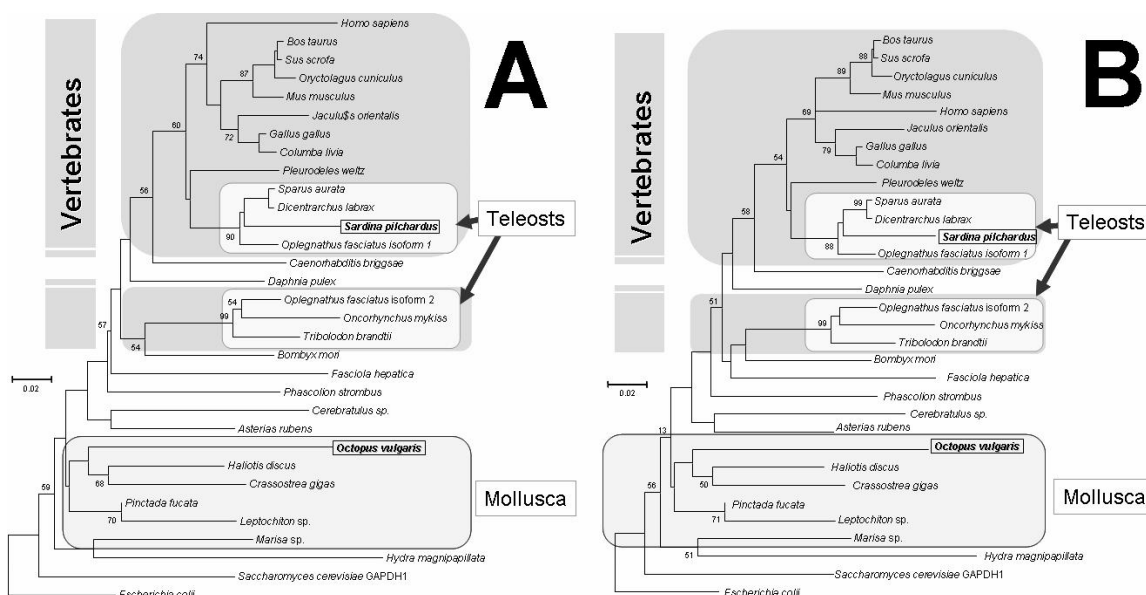 A
Vertebrates
Homo sapiens
74
Bos taurus
Sus scrofa
87
Oryctolagus cuniculus
Mus musculus
Jaculu$s orientalis
60
Gallus gallus
72
Columba livia
Pleurodeles weltz
56
Sparus aurata
Dicentrarchus labrax
Sardina pilchardus
90
Oplegnathus fasciatus isoform 1
Caenorhabditis briggsae
Daphnia pulex
Teleosts
54
Oplegnathus fasciatus isoform 2
99
Oncorhynchus mykiss
57
Tribolodon brandtii
54
Bombyx mori
Fasciola hepatica
0.02
Phascolion strombus
Cerebratulus sp.
Asterias rubens
Octopus vulgaris
Haliotis discus
59
68
Crassostrea gigas
Mollusca
Pinctada fucata
70
Leptochiton sp.
Marisa sp.
Hydra magnipapillata
Saccharomyces cerevisiae GAPDH1
Escherichia colii
B
Vertebrates
Bos taurus
88
Sus scrofa
89
Oryctolagus cuniculus
Mus musculus
69
Homo sapiens
Jaculus orientalis
Gallus gallus
79
Columba livia
54
Pleurodeles weltz
99
Sparus aurata
58
Dicentrarchus labrax
Sardina pilchardus
88
Oplegnathus fasciatus isoform 1
Caenorhabditis briggsae
Daphnia pulex
Teleosts
51
Oplegnathus fasciatus isoform 2
99
Oncorhynchus mykiss
Tribolodon brandtii
Bombyx mori
Fasciola hepatica
0.02
Phascolion strombus
Cerebratulus sp.
13
Asterias rubens
Octopus vulgaris
Haliotis discus
56
50
Crassostrea gigas
Mollusca
Pinctada fucata
71
Leptochiton sp.
Marisa sp.
51
Hydra magnipapillata
Saccharomyces cerevisiae GAPDH1
Escherichia colii